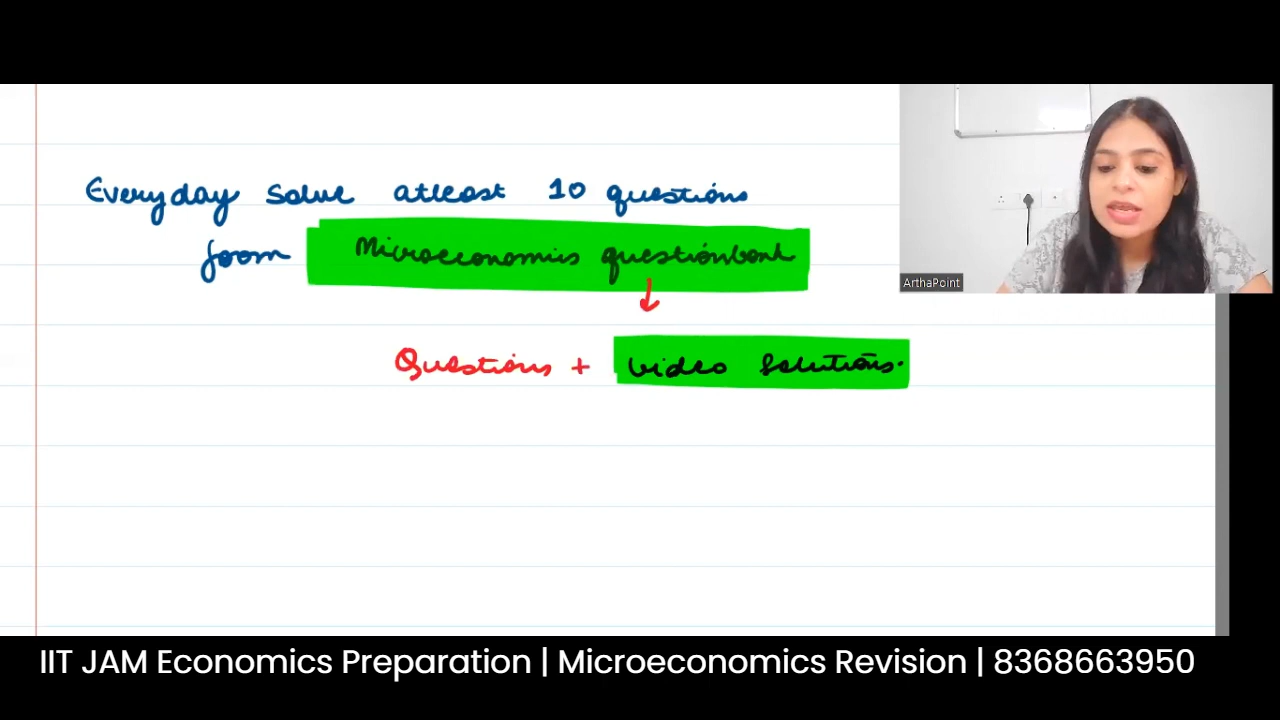 Everyday solve atleast 10 questions
from Microeconomics questionbank
Questions + video solutions.
ArthaPoint
IIT JAM Economics Preparation | Microeconomics Revision | 8368663950